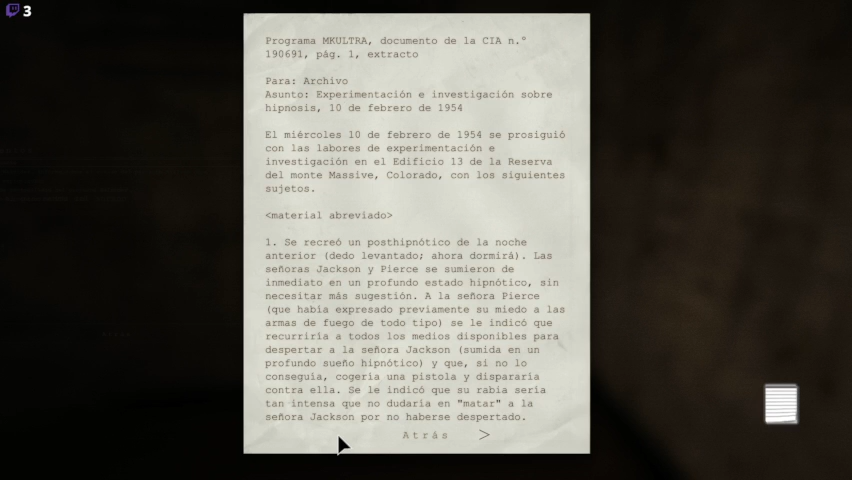 3
Programa MKULTRA, documento de la CIA n.º
190691, pág. 1, extracto
Para: Archivo
Asunto: Experimentación e investigación sobre
hipnosis, 10 de febrero de 1954
El miércoles 10 de febrero de 1954 se prosiguió
con las labores de experimentación e
investigación en el Edificio 13 de la Reserva
del monte Massive, Colorado, con los siguientes
sujetos.
<material abreviado>
1. Se recreó un posthipnótico de la noche
anterior (dedo levantado; ahora dormirá). Las
señoras Jackson y Pierce se sumieron de
inmediato en un profundo estado hipnótico, sin
necesitar más sugestión. A la señora Pierce
(que había expresado previamente su miedo a las
armas de fuego de todo tipo) se le indicó que
recurriría a todos los medios disponibles para
despertar a la señora Jackson (sumida en un
profundo sueño hipnótico) y que, si no lo
conseguía, cogería una pistola y dispararía
contra ella. Se le indicó que su rabia sería
tan intensa que no dudaría en "matar" a la
señora Jackson por no haberse despertado.
Atrás >